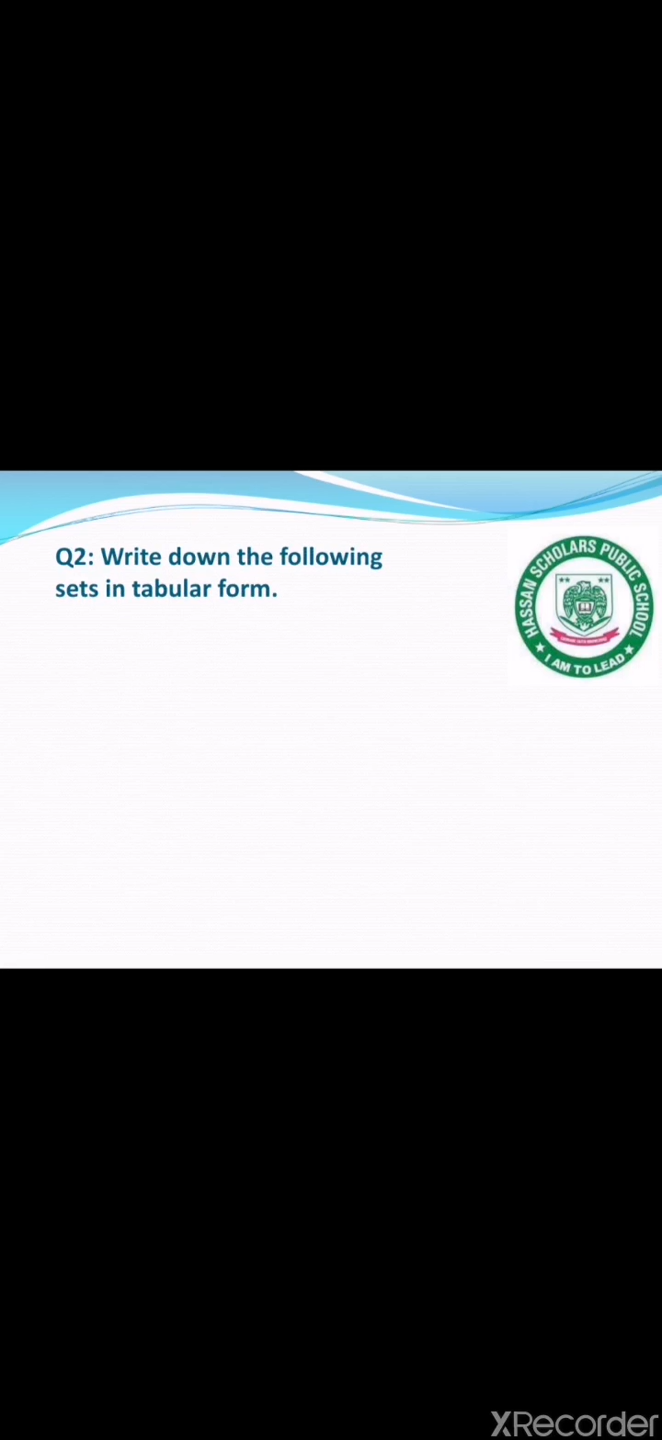 Q2: Write down the following
sets in tabular form.
HASSAN SCHOLARS PUBLIC SCHOOL
★ I AM TO LEAD ★
XRecorder